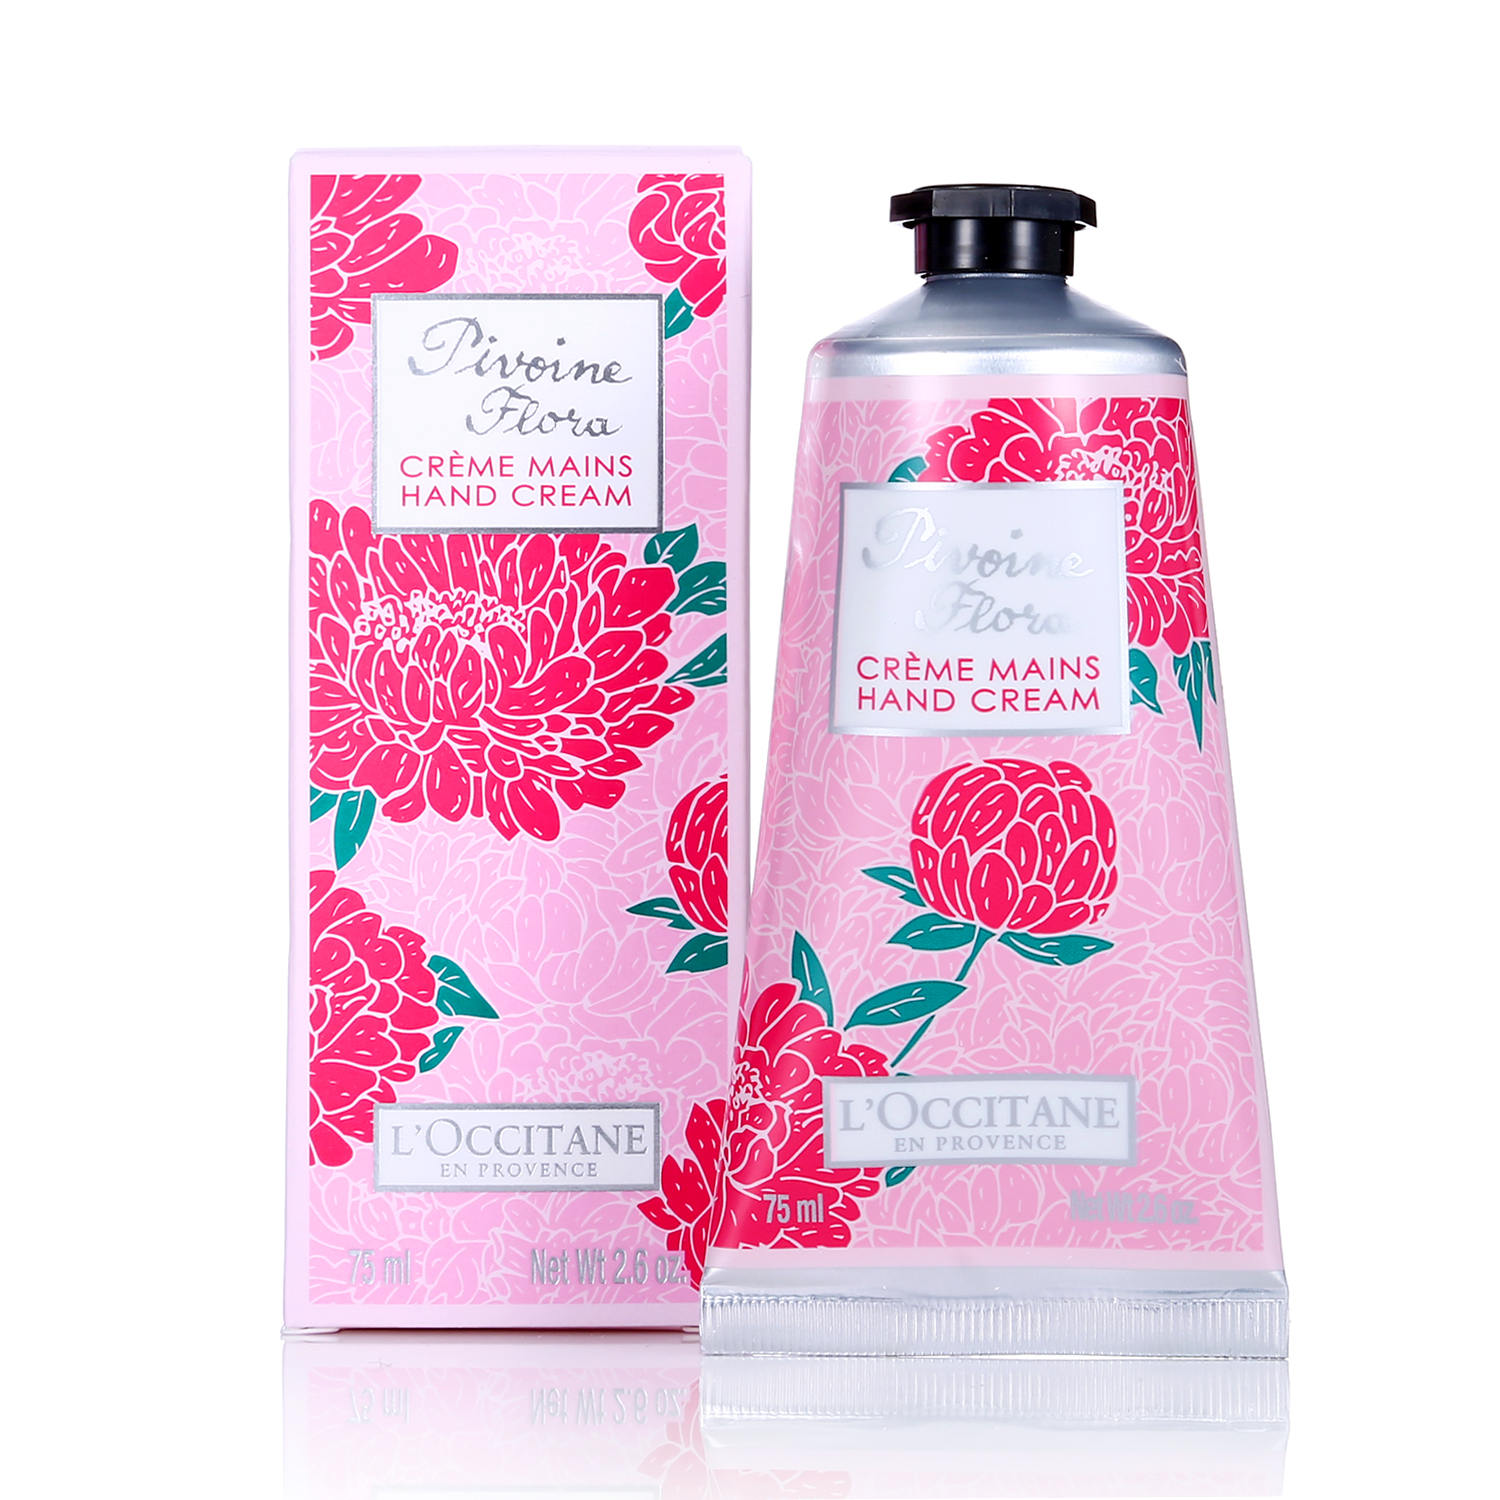 Pivoine
Flora
CRÈME MAINS
HAND CREAM
L'OCCITANE
EN PROVENCE
75 ml Net Wt 2.6 oz.
Pivoine
Flora
CRÈME MAINS
HAND CREAM
L'OCCITANE
EN PROVENCE
75 ml Net Wt 2.6 oz.